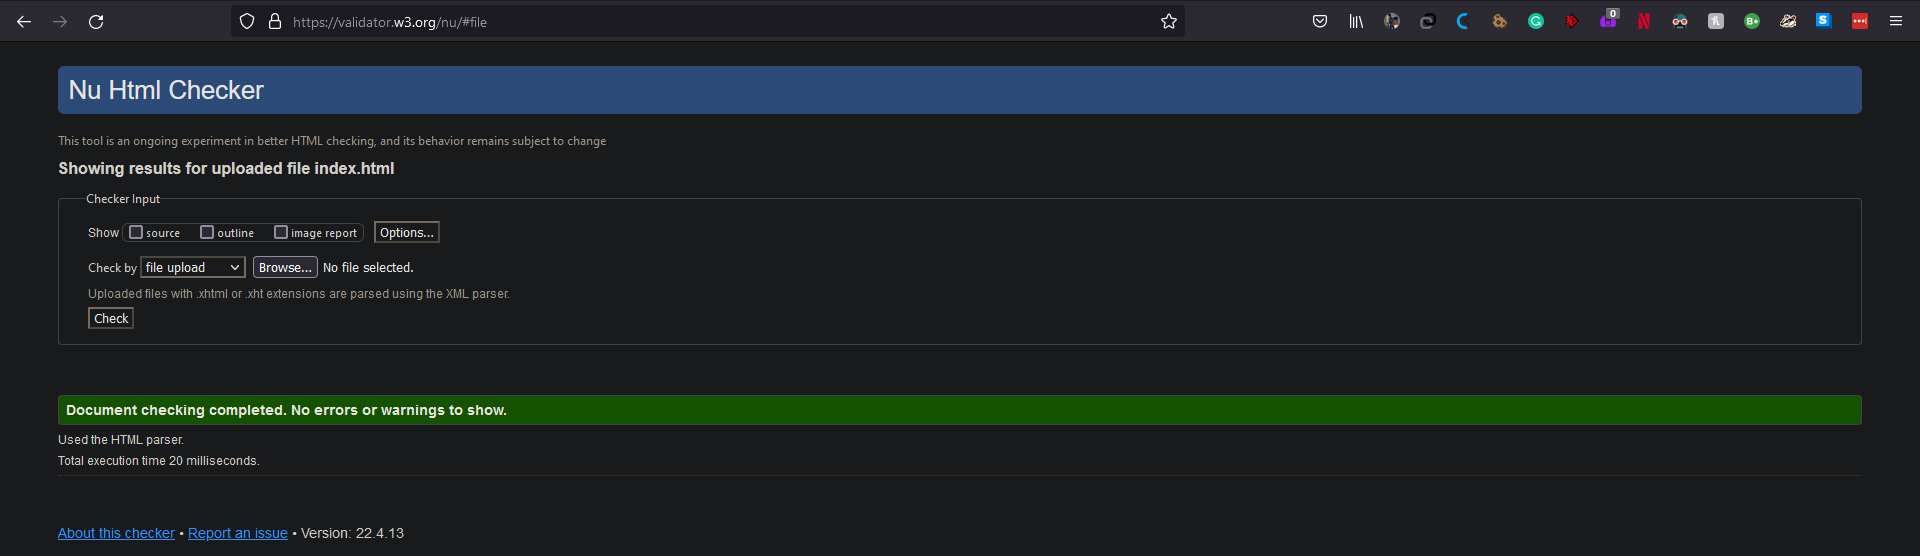 https://validator.w3.org/nu/#file
0
Nu Html Checker
This tool is an ongoing experiment in better HTML checking, and its behavior remains subject to change
Showing results for uploaded file index.html
Checker Input
Show source outline image report Options...
Check by file upload Browse... No file selected.
Uploaded files with .xhtml or .xht extensions are parsed using the XML parser.
Check
Document checking completed. No errors or warnings to show.
Used the HTML parser.
Total execution time 20 milliseconds.
About this checker • Report an issue • Version: 22.4.13